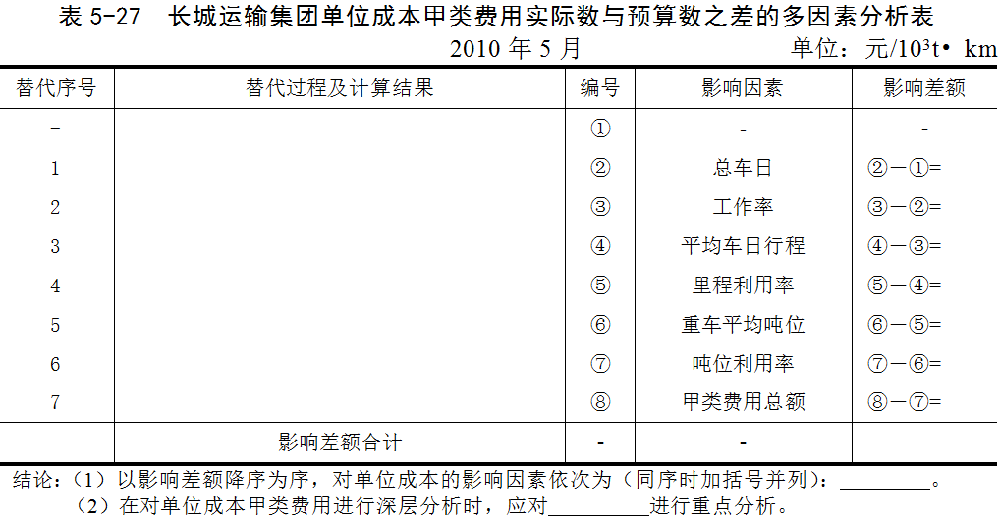 表 5-27 长城运输集团单位成本甲类费用实际数与预算数之差的多因素分析表
2010 年 5 月 单位：元/10³t• km
替代序号 替代过程及计算结果 编号 影响因素 影响差额
- ① - -
1 ② 总车日 ②－①=
2 ③ 工作率 ③－②=
3 ④ 平均车日行程 ④－③=
4 ⑤ 里程利用率 ⑤－④=
5 ⑥ 重车平均吨位 ⑥－⑤=
6 ⑦ 吨位利用率 ⑦－⑥=
7 ⑧ 甲类费用总额 ⑧－⑦=
- 影响差额合计 - -
结论：（1）以影响差额降序为序，对单位成本的影响因素依次为（同序时加括号并列）：_________。
（2）在对单位成本甲类费用进行深层分析时，应对__________进行重点分析。